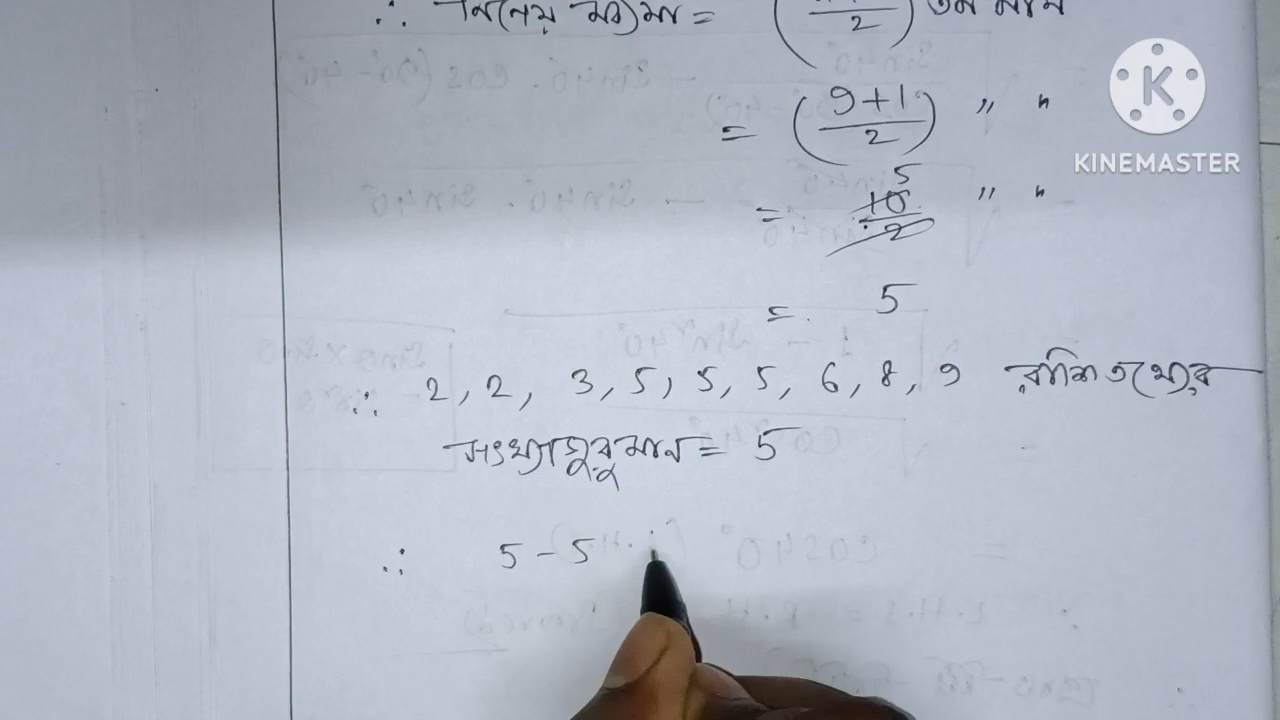 ∴ নির্ণেয় মধ্যমা = ( /2) তম মান
= (9+1/2) " "
KINEMASTER
= 10/2 5 " "
= 5
∴ 2, 2, 3, 5, 5, 5, 6, 8, 9 রাশিতথ্যের
সংখ্যাগুরুমান = 5
∴ 5 - 5